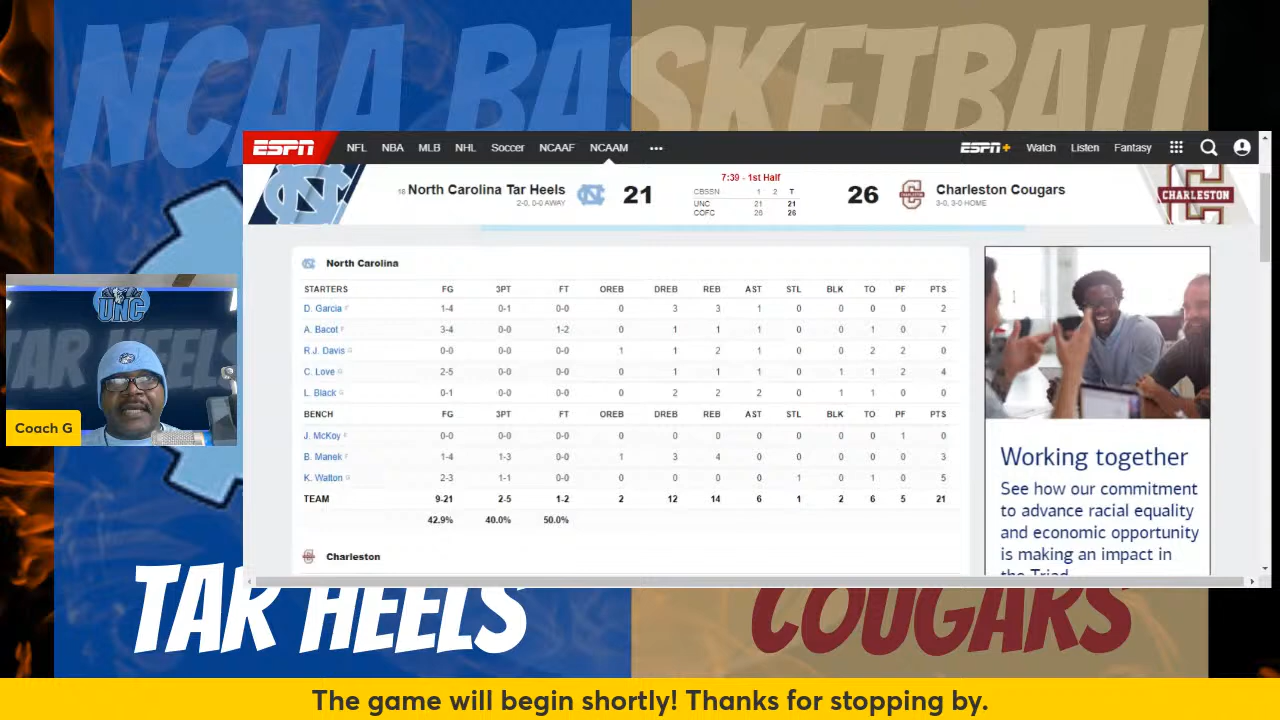 NCAA BASKETBALL
ESPN NFL NBA MLB NHL Soccer NCAAF NCAAM ••• ESPN+ Watch Listen Fantasy
16 North Carolina Tar Heels 21
2-0, 0-0 AWAY
7:39 - 1st Half
CBSSN 1 2 T
UNC 21 21
COFC 26 26
26 Charleston Cougars
3-0, 3-0 HOME
CHARLESTON
North Carolina
STARTERS FG 3PT FT OREB DREB REB AST STL BLK TO PF PTS
D. Garcia F 1-4 0-1 0-0 0 3 3 1 0 0 0 0 2
A. Bacot F 3-4 0-0 1-2 0 1 1 1 0 0 1 0 7
R.J. Davis G 0-0 0-0 0-0 1 1 2 1 0 0 2 2 0
C. Love G 2-5 0-0 0-0 0 1 1 1 0 1 1 2 4
L. Black G 0-1 0-0 0-0 0 2 2 2 0 1 1 0 0
BENCH FG 3PT FT OREB DREB REB AST STL BLK TO PF PTS
J. McKoy F 0-0 0-0 0-0 0 0 0 0 0 0 0 1 0
B. Manek F 1-4 1-3 0-0 1 3 4 0 0 0 0 0 3
K. Walton G 2-3 1-1 0-0 0 0 0 0 1 0 1 0 5
TEAM 9-21 2-5 1-2 2 12 14 6 1 2 6 5 21
42.9% 40.0% 50.0%
Charleston
Working together
See how our commitment
to advance racial equality
and economic opportunity
is making an impact in
the Triad
UNC
TAR HEELS
Coach G
TAR HEELS
COUGARS
The game will begin shortly! Thanks for stopping by.